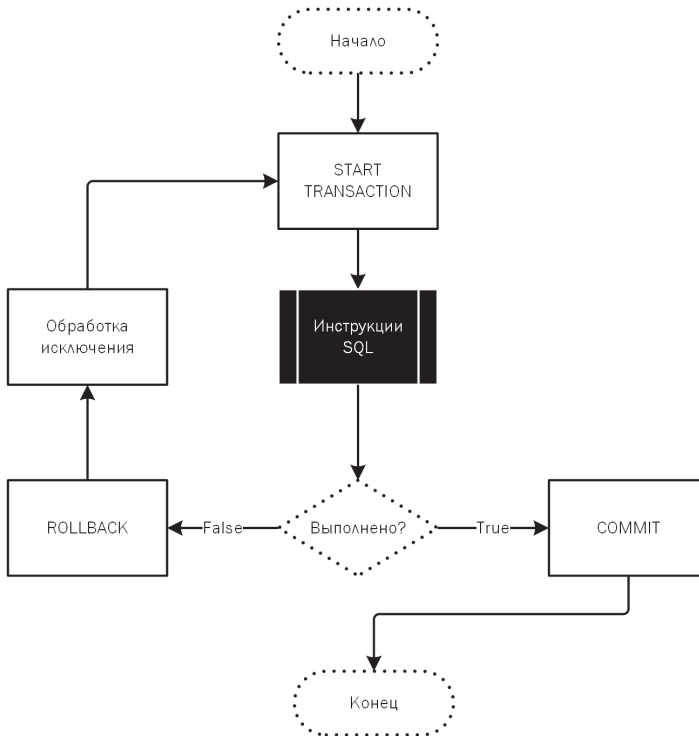 Начало
START
TRANSACTION
Инструкции
SQL
Обработка
исключения
ROLLBACK
False
Выполнено?
True
COMMIT
Конец